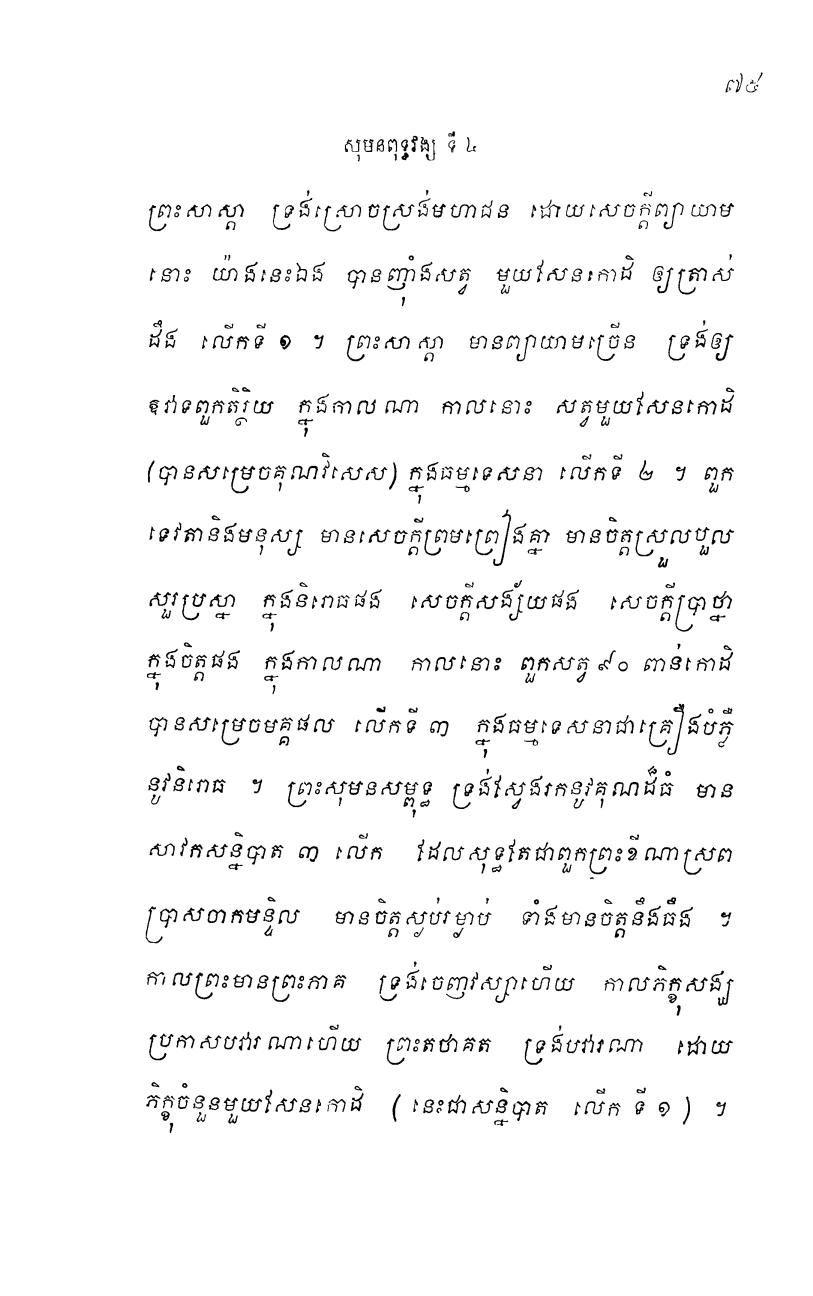 ៧៥
សុមនពុទ្ធវង្ស ទី ៤
ព្រះសាស្តា ទ្រង់ស្រោចស្រង់មហាជន ដោយសេចក្តីព្យាយាម
នោះ យ៉ាងនេះឯង បានញុំាងសត្វ មួយសែនកោដិ ឲ្យត្រាស់
ដឹង លើកទី ១ ។ ព្រះសាស្តា មានព្យាយាមច្រើន ទ្រង់ឲ្យ
ឱវាទពួកតិរ្ថិយ ក្នុងកាលណា កាលនោះ សត្វមួយសែនកោដិ
(បានសម្រេចគុណវិសេស) ក្នុងធម្មទេសនា លើកទី ២ ។ ពួក
ទេវតានិងមនុស្ស មានសេចក្តីព្រមព្រៀងគ្នា មានចិត្តស្រួលបួល
សួរប្រស្នា ក្នុងនិរោធផង សេចក្តីសង្ស័យផង សេចក្តីប្រាថ្នា
ក្នុងចិត្តផង ក្នុងកាលណា កាលនោះ ពួកសត្វ ៩០ ពាន់កោដិ
បានសម្រេចមគ្គផល លើកទី ៣ ក្នុងធម្មទេសនាជាគ្រឿងបំភ្លឺ
នូវនិរោធ ។ ព្រះសុមនសម្ពុទ្ធ ទ្រង់ស្វែងរកនូវគុណដ៏ធំ មាន
សាវកសន្និបាត ៣ លើក ដែលសុទ្ធតែជាពួកព្រះខីណាស្រព
ប្រាសចាកមន្ទិល មានចិត្តស្ងប់រម្ងាប់ ទាំងមានចិត្តនឹងធឹង ។
កាលព្រះមានព្រះភាគ ទ្រង់ចេញវស្សាហើយ កាលភិក្ខុសង្ឃ
ប្រកាសបវារណាហើយ ព្រះតថាគត ទ្រង់បវារណា ដោយ
ភិក្ខុចំនួនមួយសែនកោដិ ( នេះជាសន្និបាត លើក ទី ១ ) ។